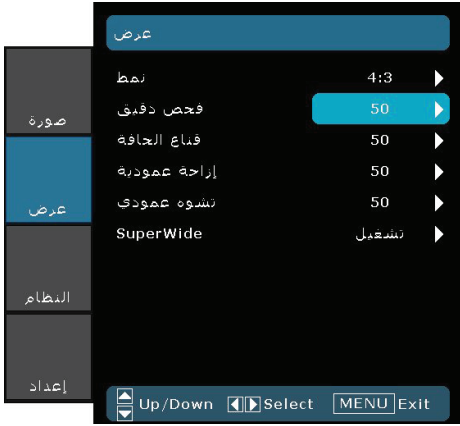 عرض
صورة
عرض
النظام
إعداد
نمط 4:3
فحص دقيق 50
قناع الحافة 50
إزاحة عمودية 50
تشوه عمودي 50
SuperWide تشغيل
Up/Down Select MENU Exit